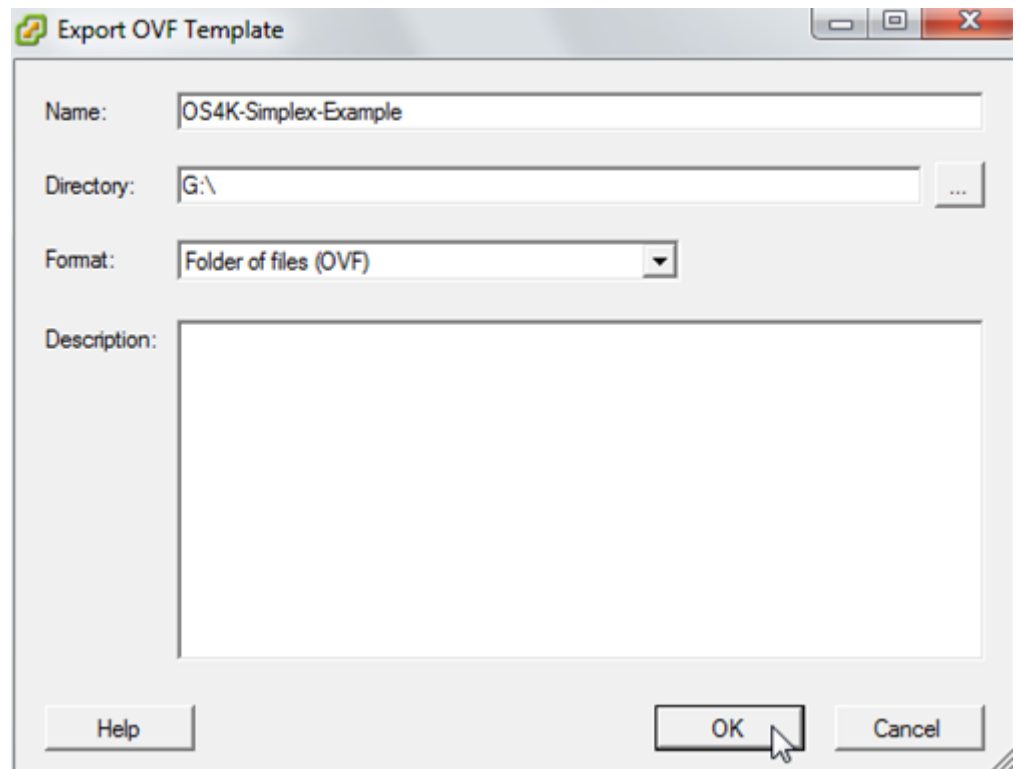 Export OVF Template
Name: OS4K-Simplex-Example
Directory: G:\ ...
Format: Folder of files (OVF)
Description:
Help OK Cancel